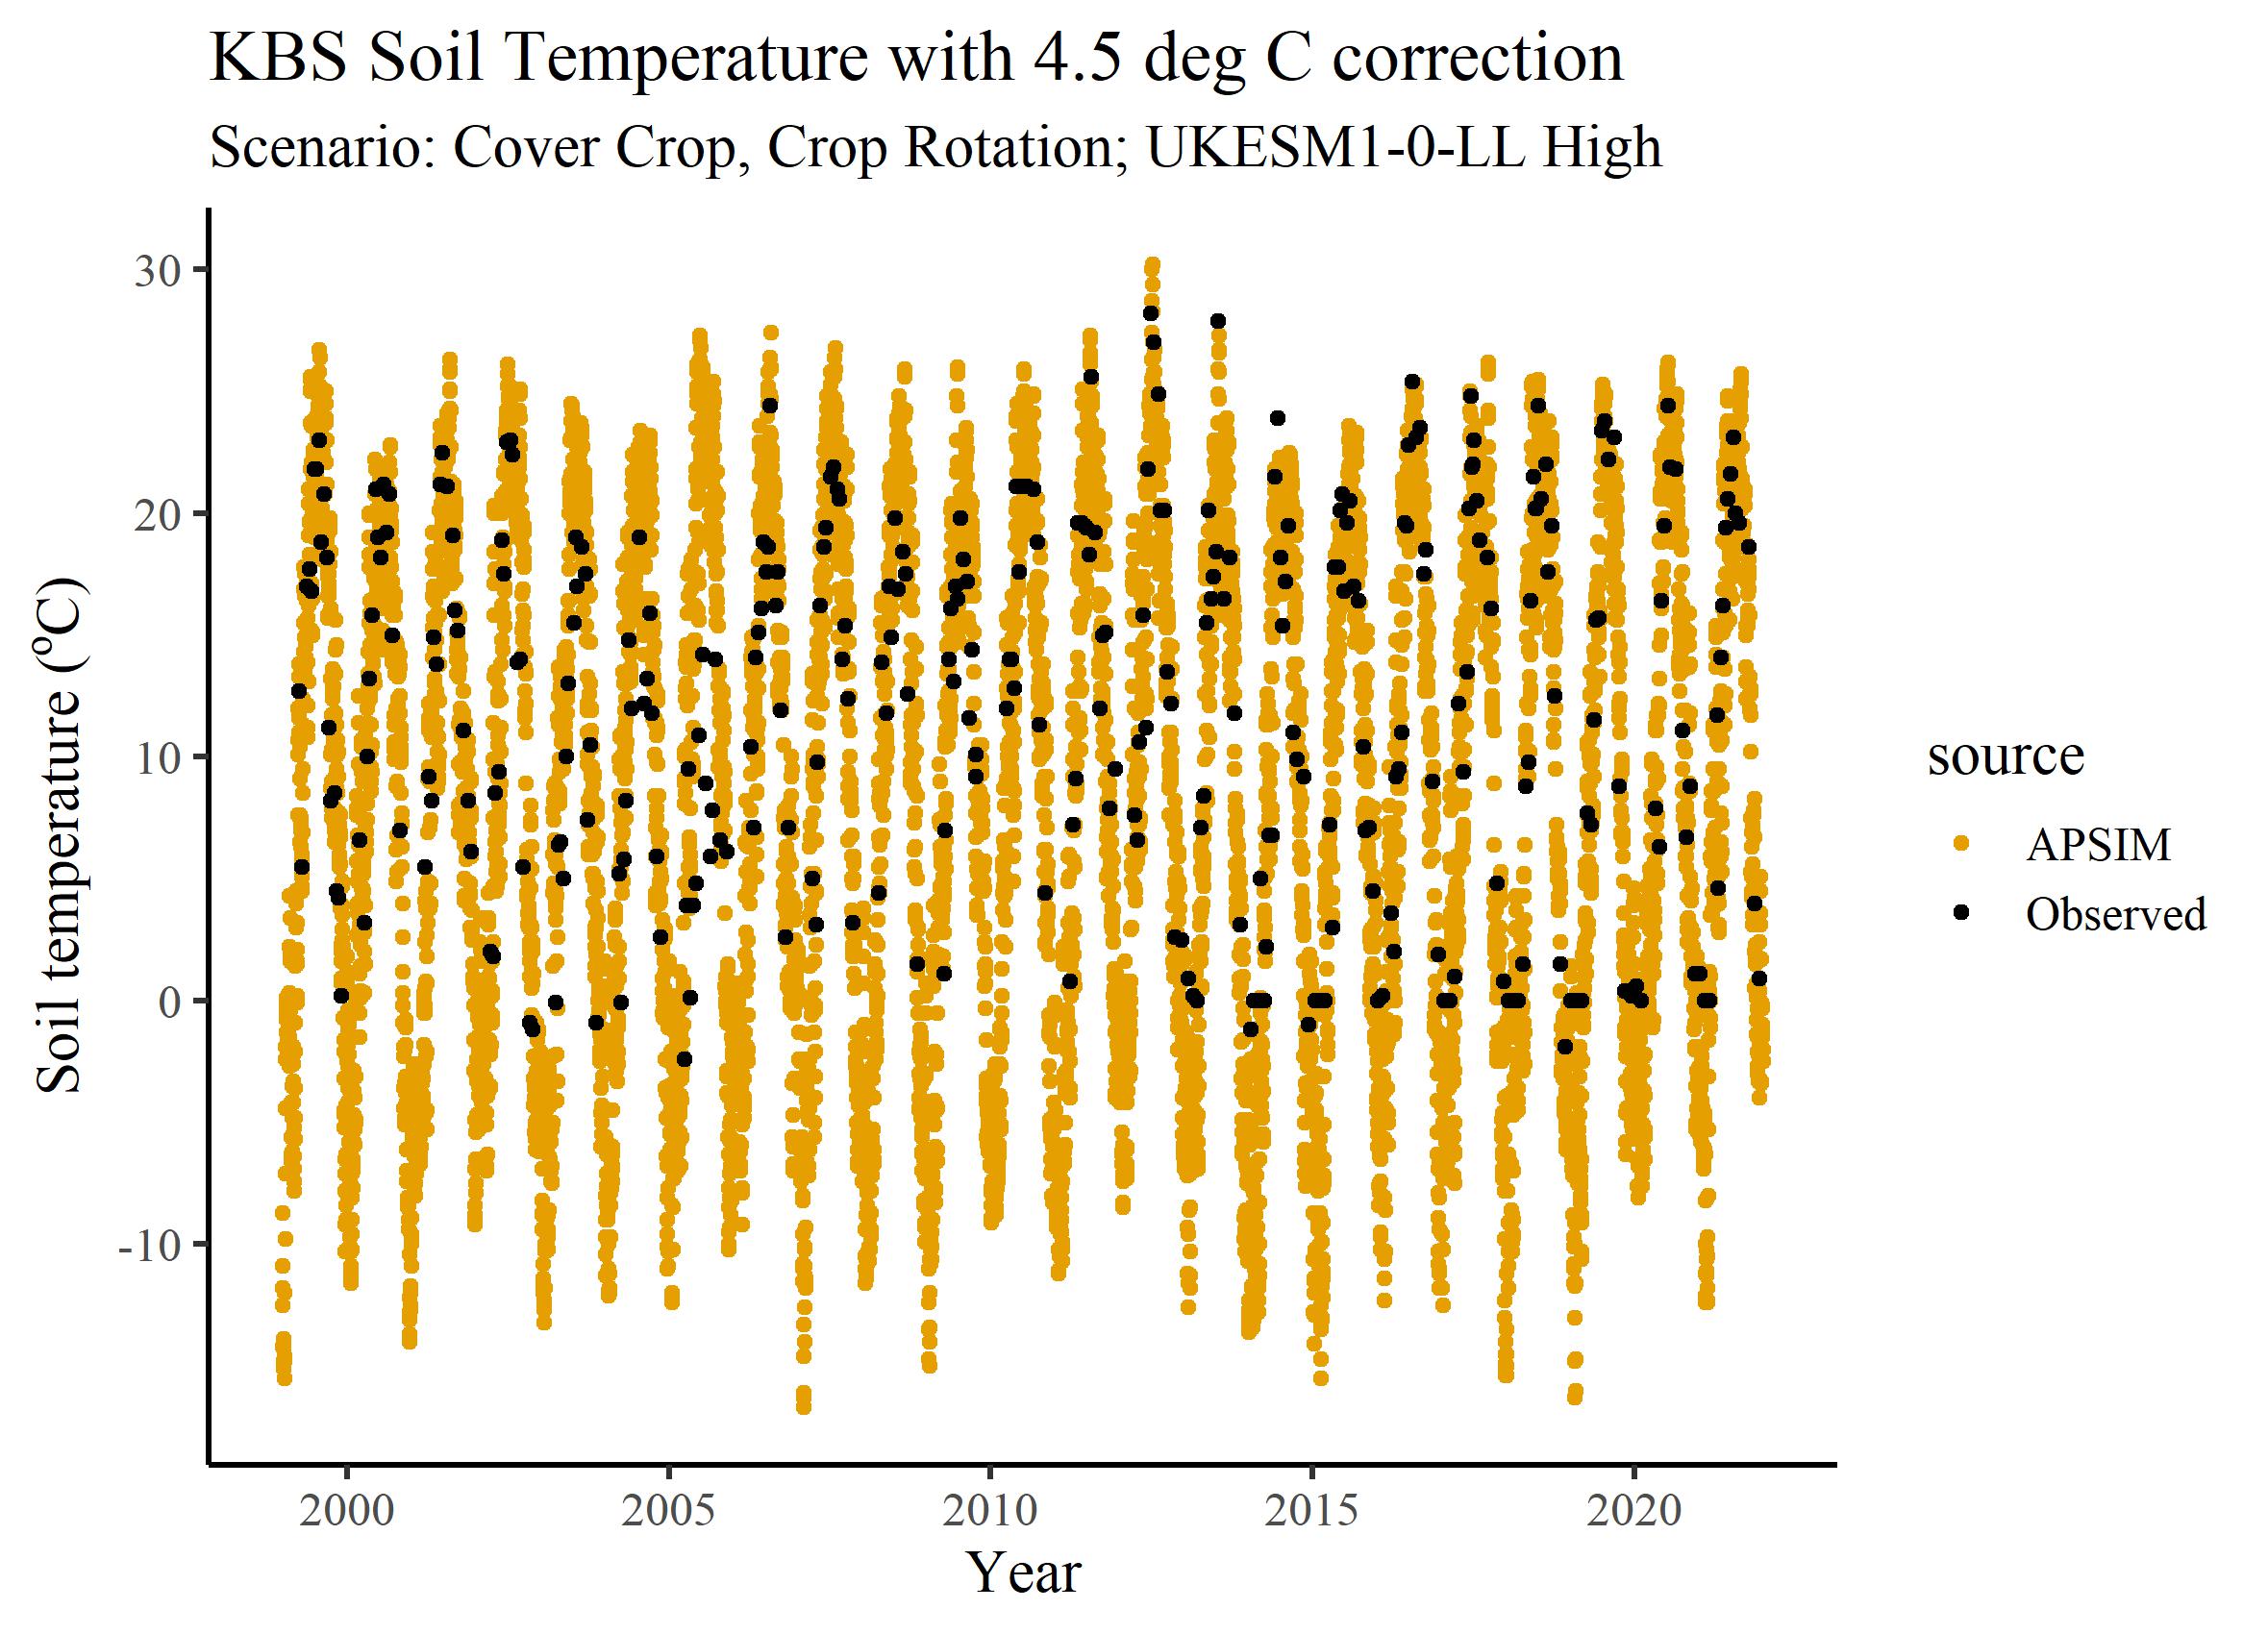 KBS Soil Temperature with 4.5 deg C correction
Scenario: Cover Crop, Crop Rotation; UKESM1-0-LL High
Soil temperature (°C)
30
20
10
0
-10
2000 2005 2010 2015 2020
Year
source
APSIM
Observed